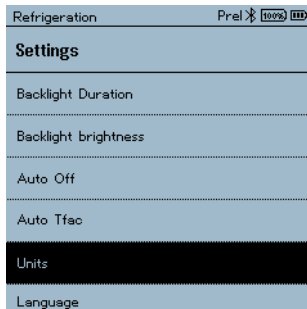 Refrigeration Prel 100%
Settings
Backlight Duration
Backlight brightness
Auto Off
Auto Tfac
Units
Language